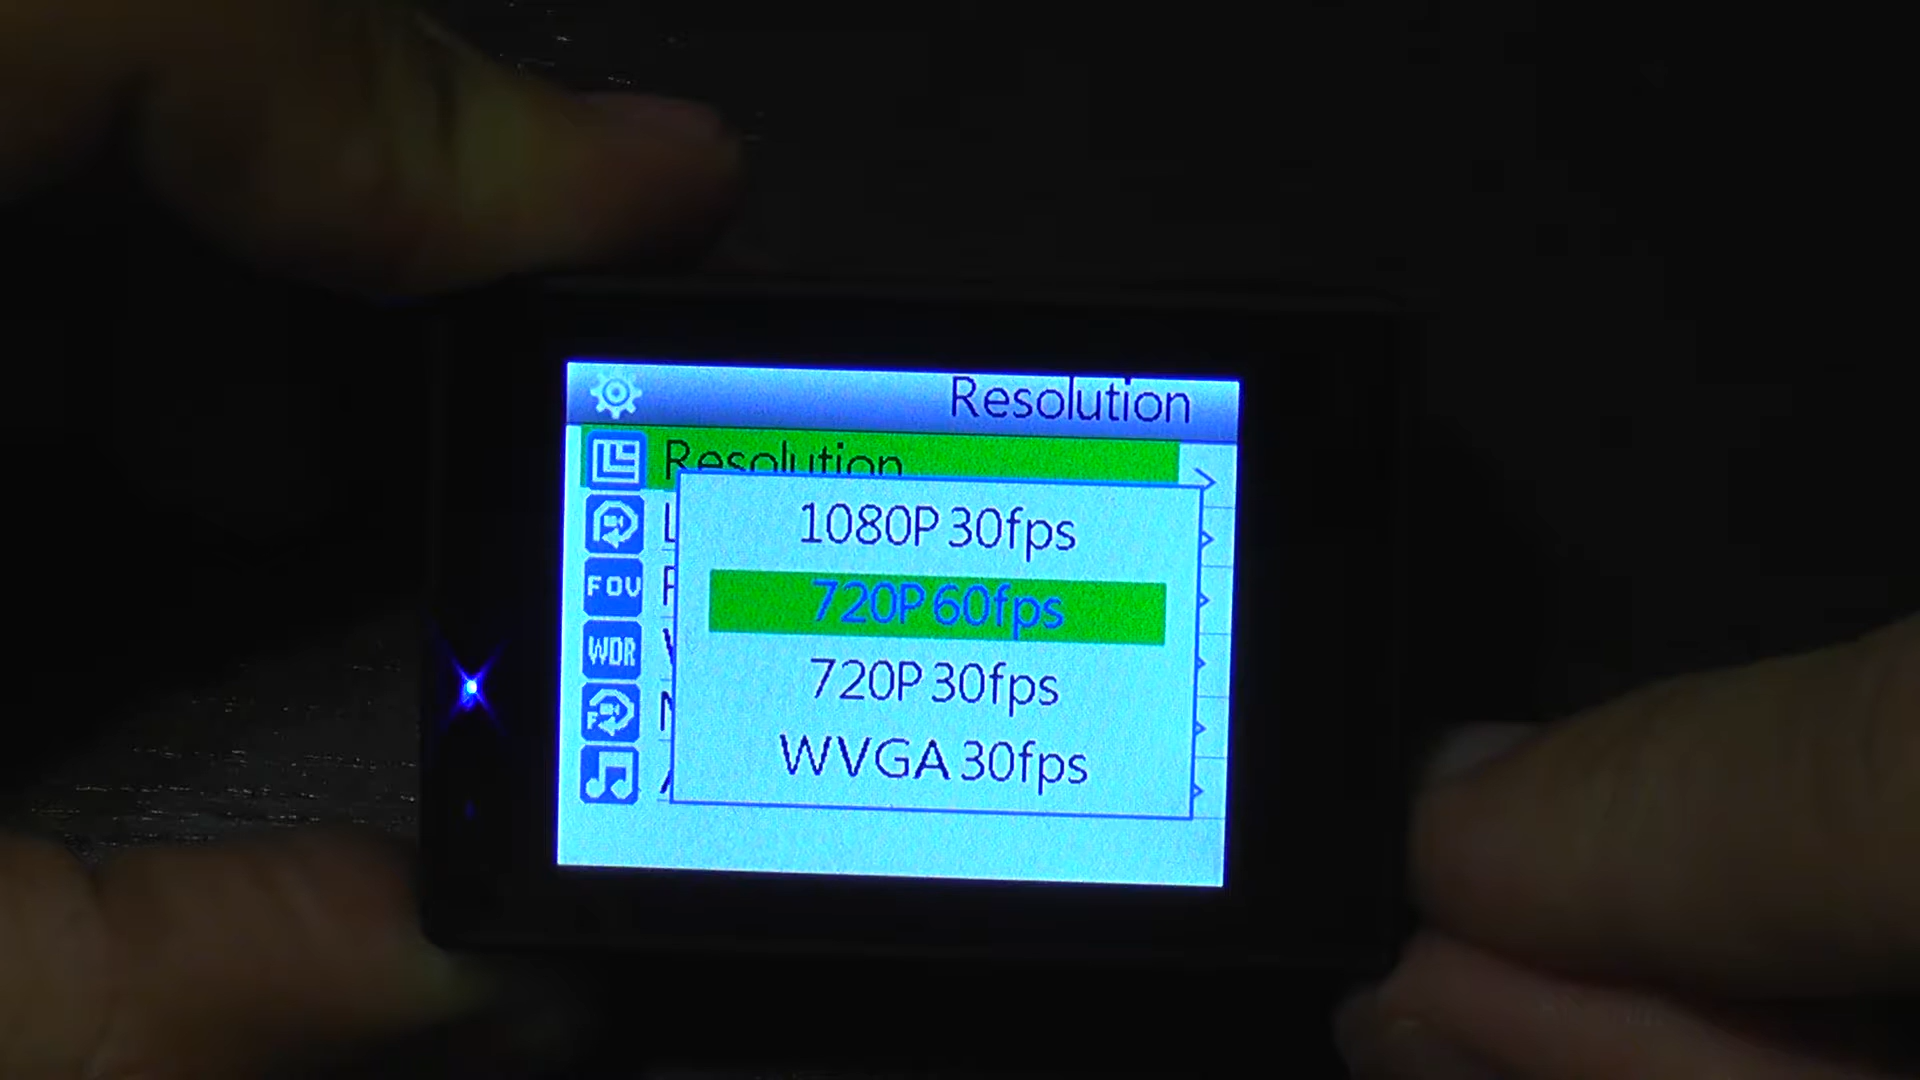 Resolution
Resolution
1080P 30fps
720P 60fps
FOV
720P 30fps
WDR
WVGA 30fps